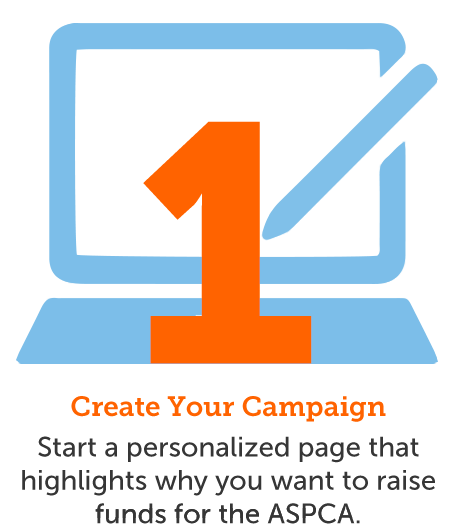 1
Create Your Campaign
Start a personalized page that
highlights why you want to raise
funds for the ASPCA.